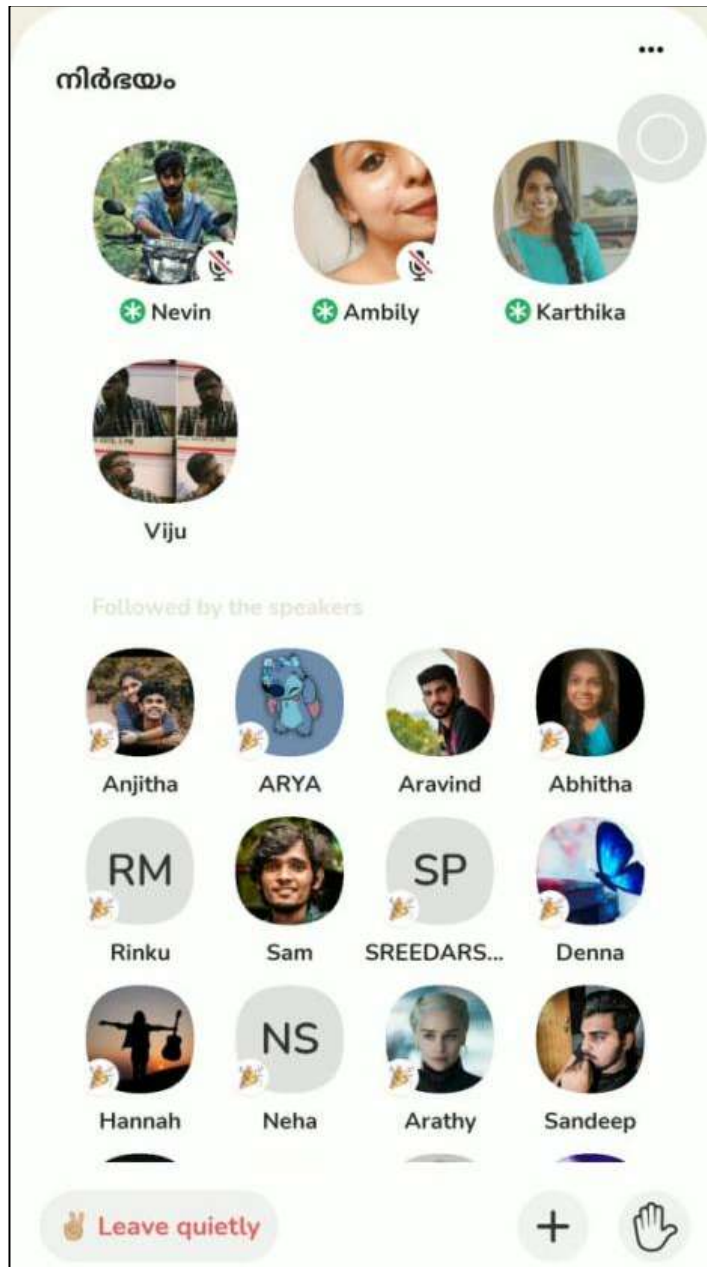 നിർഭയം
Nevin Ambily Karthika
Viju
Followed by the speakers
Anjitha ARYA Aravind Abhitha
RM SP
Rinku Sam SREEDARS... Denna
NS
Hannah Neha Arathy Sandeep
Leave quietly